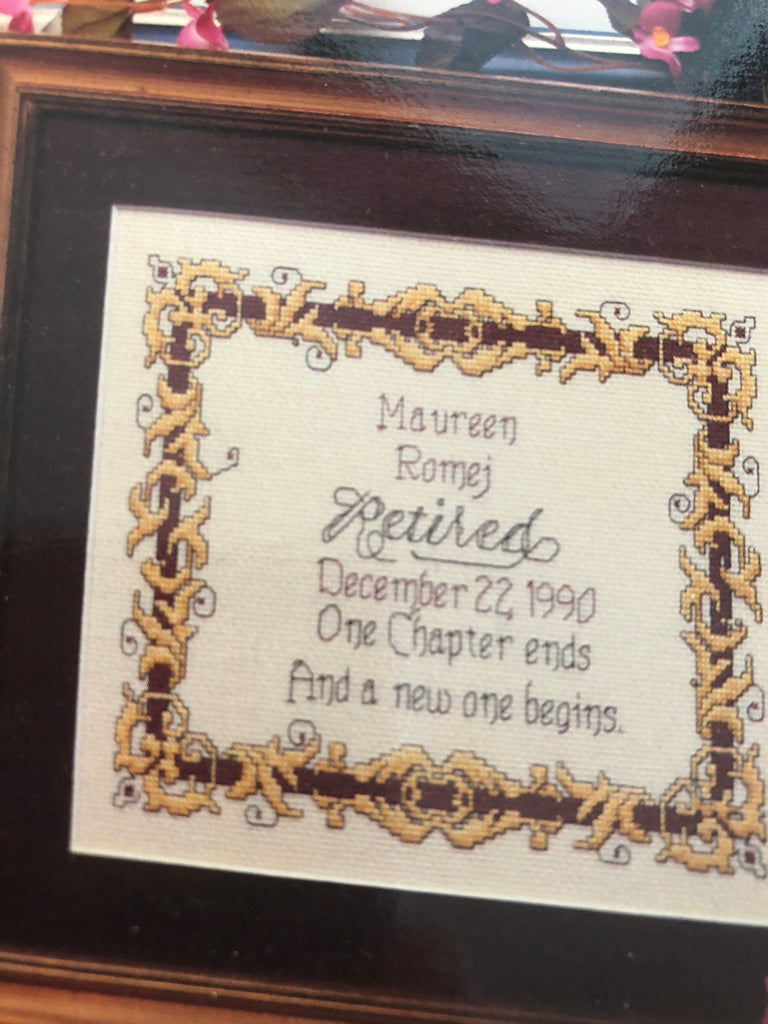 Maureen
Romej
Retired
December 22, 1990
One Chapter ends
And a new one begins.